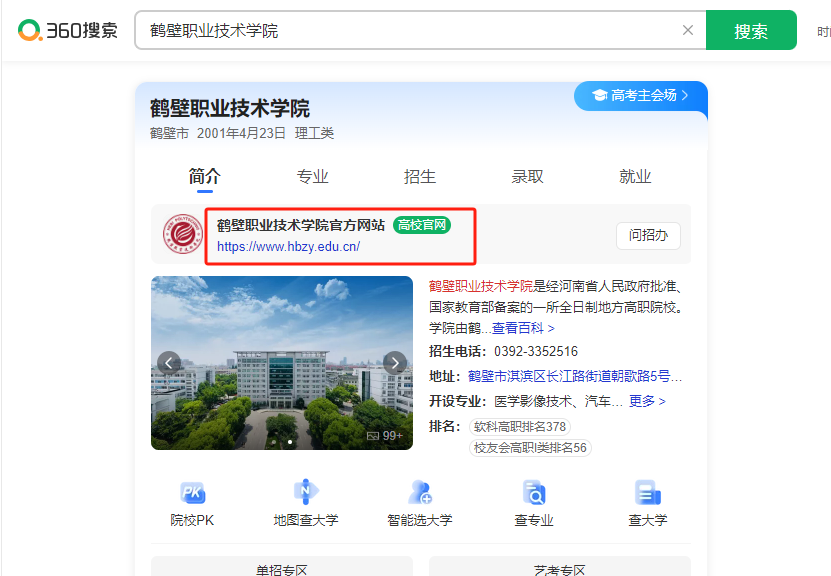 360搜索
鹤壁职业技术学院
搜索
高考主会场
鹤壁职业技术学院
鹤壁市 2001年4月23日 理工类
简介 专业 招生 录取 就业
鹤壁职业技术学院官方网站 高校官网
https://www.hbzy.edu.cn/
问招办
鹤壁职业技术学院是经河南省人民政府批准、
国家教育部备案的一所全日制地方高职院校。
学院由鹤...查看百科 >
招生电话: 0392-3352516
地址: 鹤壁市淇滨区长江路街道朝歌路5号...
开设专业: 医学影像技术、汽车... 更多 >
排名: 软科高职排名378
校友会高职I类排名56
99+
PK
N
院校PK 地图查大学 智能选大学 查专业 查大学
单招专区 艺考专区